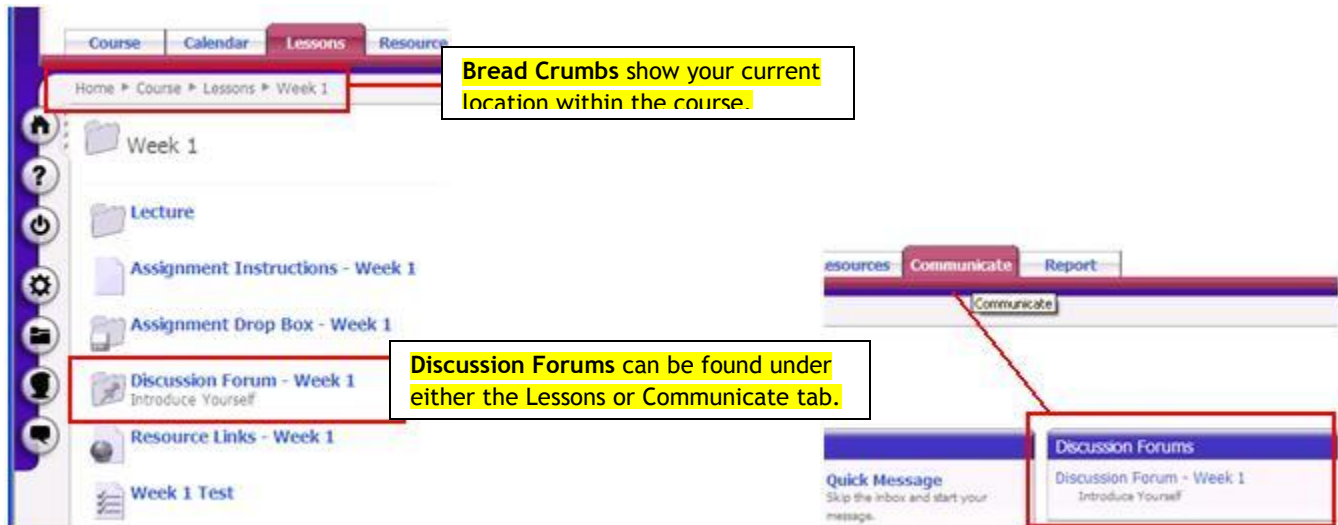 Course Calendar Lessons Resource
Home ► Course ► Lessons ► Week 1
Bread Crumbs show your current
location within the course.
Week 1
?
Lecture
Assignment Instructions - Week 1
Assignment Drop Box - Week 1
Discussion Forum - Week 1
Introduce Yourself
Discussion Forums can be found under
either the Lessons or Communicate tab.
Resource Links - Week 1
Week 1 Test
esources Communicate Report
Communicate
Quick Message
Skip the inbox and start your
message.
Discussion Forums
Discussion Forum - Week 1
Introduce Yourself